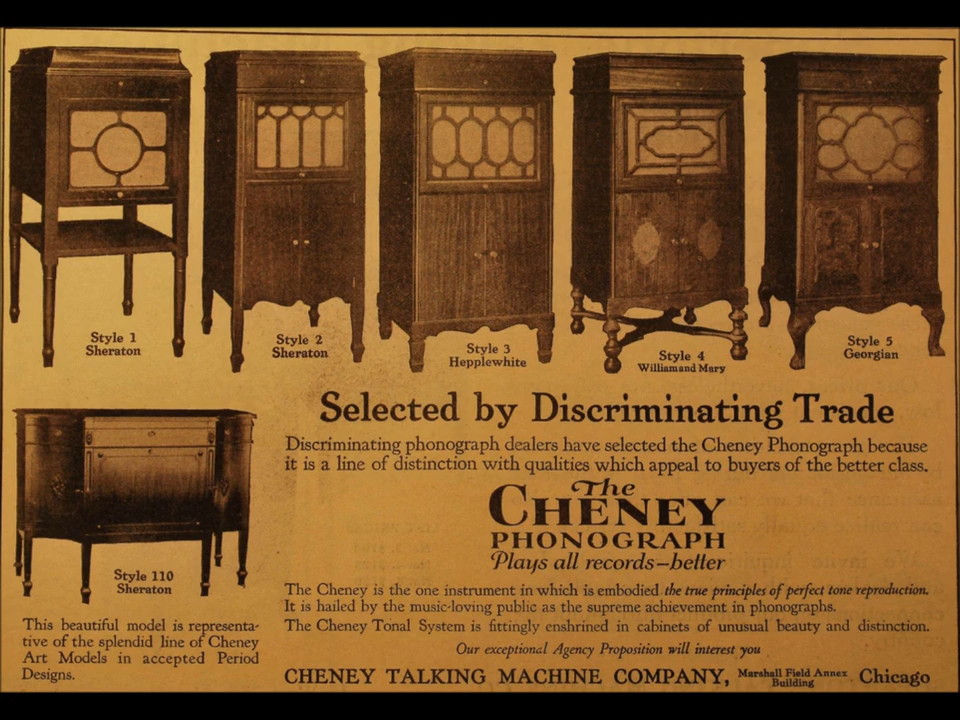 Style 1
Sheraton
Style 2
Sheraton
Style 3
Hepplewhite
Style 4
William and Mary
Style 5
Georgian
Selected by Discriminating Trade
Discriminating phonograph dealers have selected the Cheney Phonograph because
it is a line of distinction with qualities which appeal to buyers of the better class.
The
CHENEY
PHONOGRAPH
Plays all records—better
Style 110
Sheraton
This beautiful model is representa-
tive of the splendid line of Cheney
Art Models in accepted Period
Designs.
The Cheney is the one instrument in which is embodied the true principles of perfect tone reproduction.
It is hailed by the music-loving public as the supreme achievement in phonographs.
The Cheney Tonal System is fittingly enshrined in cabinets of unusual beauty and distinction.
Our exceptional Agency Proposition will interest you
CHENEY TALKING MACHINE COMPANY, Marshall Field Annex Building Chicago